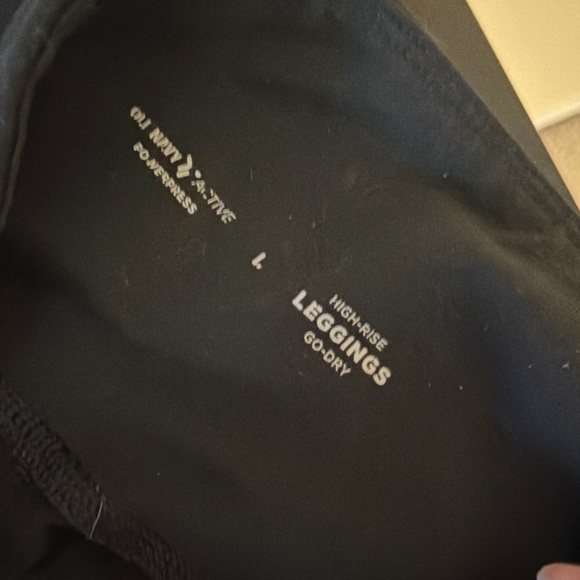 OLD NAVY ACTIVE
POWERPRESS
L
HIGH-RISE
LEGGINGS
GO-DRY